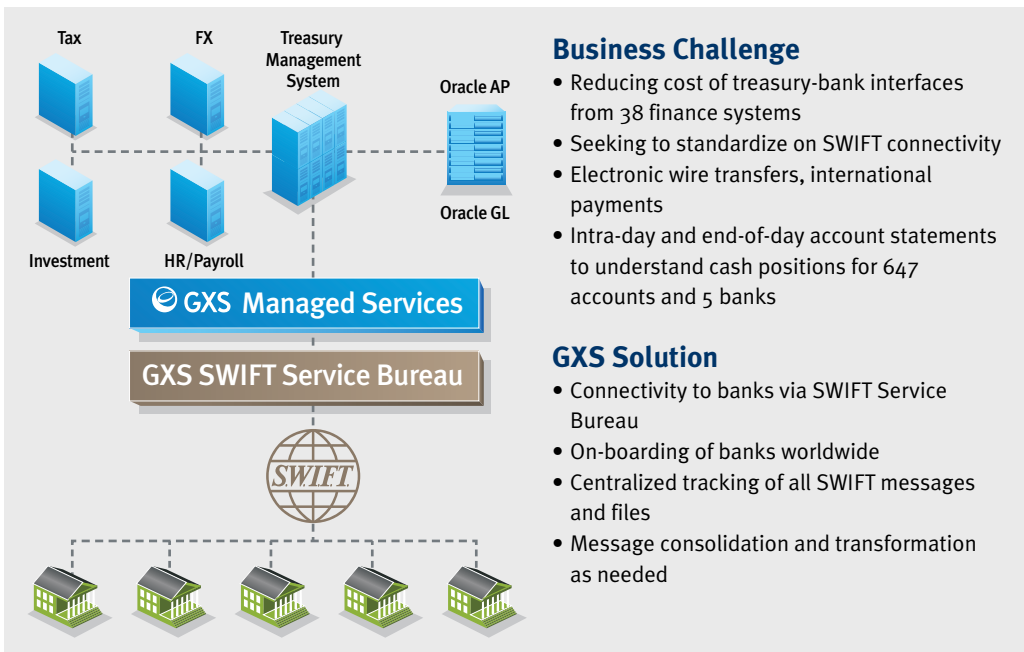 Tax
FX
Treasury
Management
System
Oracle AP
Oracle GL
Investment
HR/Payroll
GXS Managed Services
GXS SWIFT Service Bureau
S.W.I.F.T.
Business Challenge
• Reducing cost of treasury-bank interfaces
from 38 finance systems
• Seeking to standardize on SWIFT connectivity
• Electronic wire transfers, international
payments
• Intra-day and end-of-day account statements
to understand cash positions for 647
accounts and 5 banks
GXS Solution
• Connectivity to banks via SWIFT Service
Bureau
• On-boarding of banks worldwide
• Centralized tracking of all SWIFT messages
and files
• Message consolidation and transformation
as needed